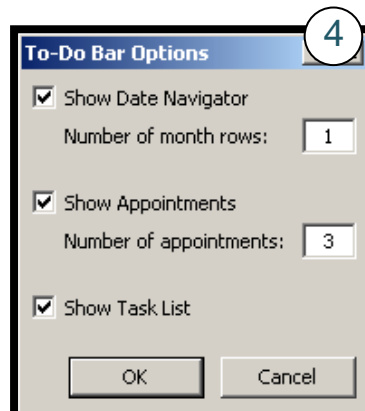 4
To-Do Bar Options
Show Date Navigator
Number of month rows: 1
Show Appointments
Number of appointments: 3
Show Task List
OK Cancel